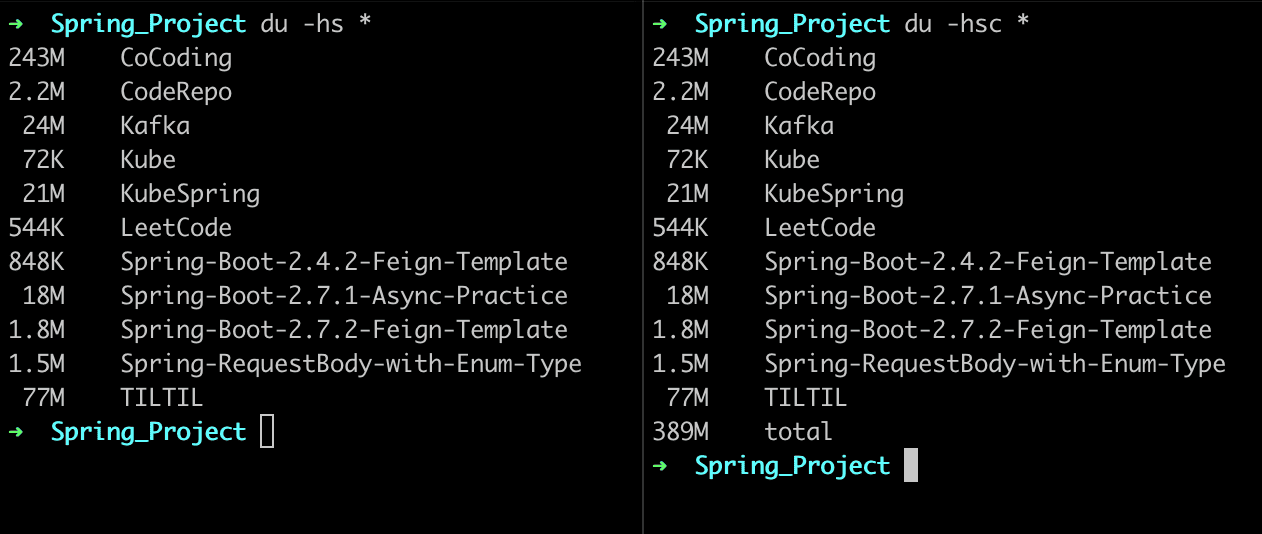 ➜  Spring_Project du -hs *
243M    CoCoding
2.2M    CodeRepo
 24M    Kafka
 72K    Kube
 21M    KubeSpring
544K    LeetCode
848K    Spring-Boot-2.4.2-Feign-Template
 18M    Spring-Boot-2.7.1-Async-Practice
1.8M    Spring-Boot-2.7.2-Feign-Template
1.5M    Spring-RequestBody-with-Enum-Type
 77M    TILTIL
➜  Spring_Project
➜  Spring_Project du -hsc *
243M    CoCoding
2.2M    CodeRepo
 24M    Kafka
 72K    Kube
 21M    KubeSpring
544K    LeetCode
848K    Spring-Boot-2.4.2-Feign-Template
 18M    Spring-Boot-2.7.1-Async-Practice
1.8M    Spring-Boot-2.7.2-Feign-Template
1.5M    Spring-RequestBody-with-Enum-Type
 77M    TILTIL
389M    total
➜  Spring_Project